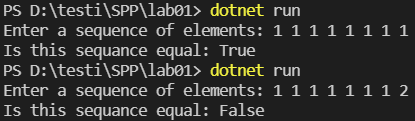 PS D:\testi\SPP\lab01> dotnet run
Enter a sequence of elements: 1 1 1 1 1 1 1 1
Is this sequance equal: True
PS D:\testi\SPP\lab01> dotnet run
Enter a sequence of elements: 1 1 1 1 1 1 1 2
Is this sequance equal: False